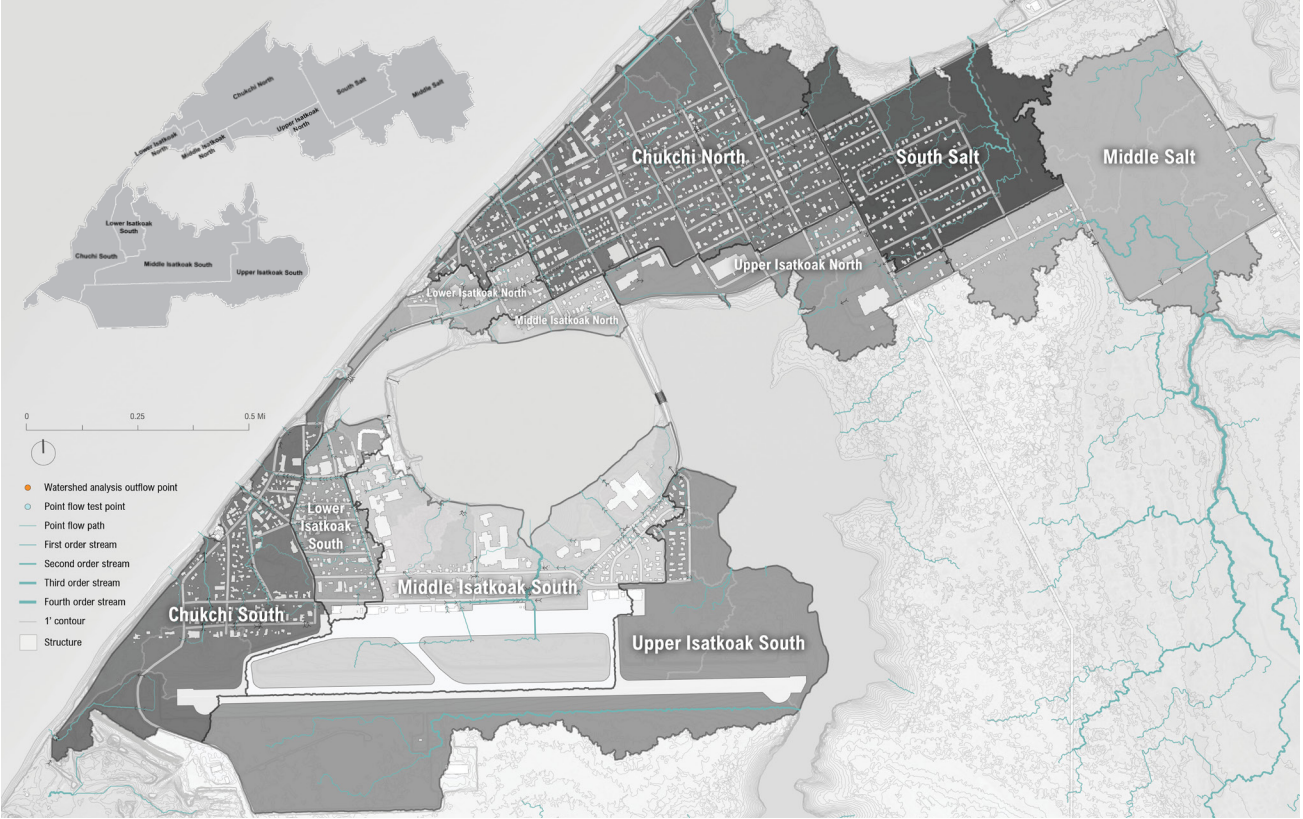 Chukchi North
South Salt
Middle Salt
Upper Isatkoak
North
Lower Isatkoak
North
Middle Isatkoak
North
Lower Isatkoak
South
Chuchi South
Middle Isatkoak South
Upper Isatkoak South
Chukchi North
South Salt
Middle Salt
Upper Isatkoak North
Lower Isatkoak North
Middle Isatkoak North
Lower
Isatkoak
South
Middle Isatkoak South
Chukchi South
Upper Isatkoak South
0 0.25 0.5 Mi
Watershed analysis outflow point
Point flow test point
Point flow path
First order stream
Second order stream
Third order stream
Fourth order stream
1' contour
Structure